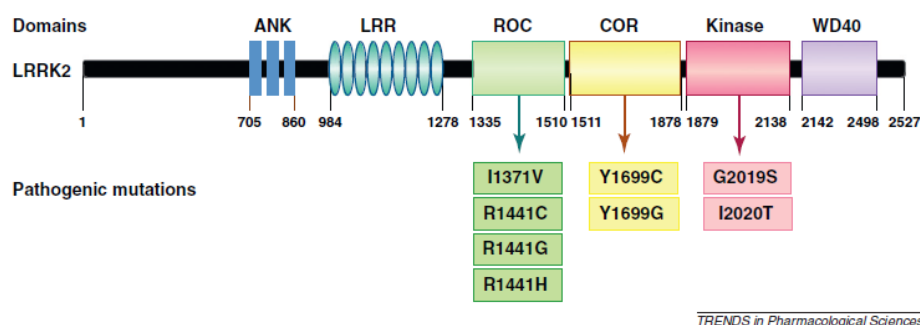 Domains ANK LRR ROC COR Kinase WD40
LRRK2
1 705 860 984 1278 1335 1510 1511 1878 1879 2138 2142 2498 2527
Pathogenic mutations
I1371V Y1699C G2019S
R1441C Y1699G I2020T
R1441G
R1441H
TRENDS in Pharmacological Sciences